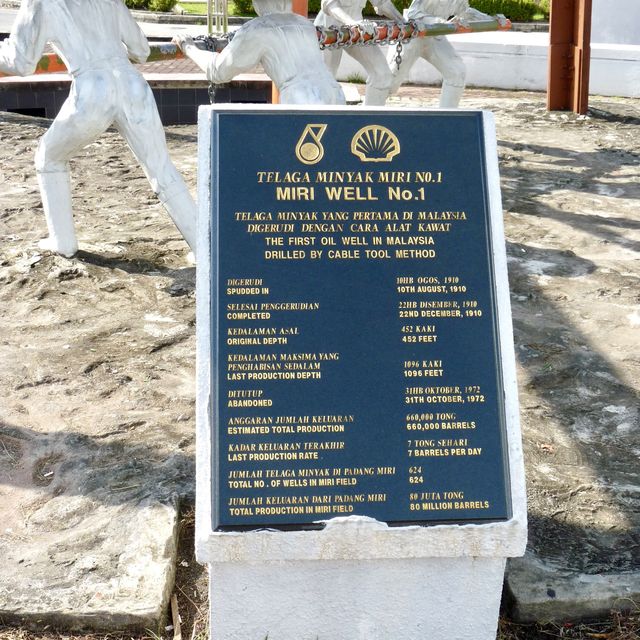 TELAGA MINYAK MIRI NO.1
MIRI WELL No.1
TELAGA MINYAK YANG PERTAMA DI MALAYSIA
DIGERUDI DENGAN CARA ALAT KAWAT
THE FIRST OIL WELL IN MALAYSIA
DRILLED BY CABLE TOOL METHOD
DIGERUDI 10HB OGOS, 1910
SPUDDED IN 10TH AUGUST, 1910
SELESAI PENGGERUDIAN 22HB DISEMBER, 1910
COMPLETED 22ND DECEMBER, 1910
KEDALAMAN ASAL 452 KAKI
ORIGINAL DEPTH 452 FEET
KEDALAMAN MAKSIMA YANG
PENGHABISAN SEDALAM 1096 KAKI
LAST PRODUCTION DEPTH 1096 FEET
DITUTUP 31HB OKTOBER, 1972
ABANDONED 31TH OCTOBER, 1972
ANGGARAN JUMLAH KELUARAN 660,000 TONG
ESTIMATED TOTAL PRODUCTION 660,000 BARRELS
KADAR KELUARAN TERAKHIR 7 TONG SEHARI
LAST PRODUCTION RATE 7 BARRELS PER DAY
JUMLAH TELAGA MINYAK DI PADANG MIRI 624
TOTAL NO. OF WELLS IN MIRI FIELD 624
JUMLAH KELUARAN DARI PADANG MIRI 80 JUTA TONG
TOTAL PRODUCTION IN MIRI FIELD 80 MILLION BARRELS